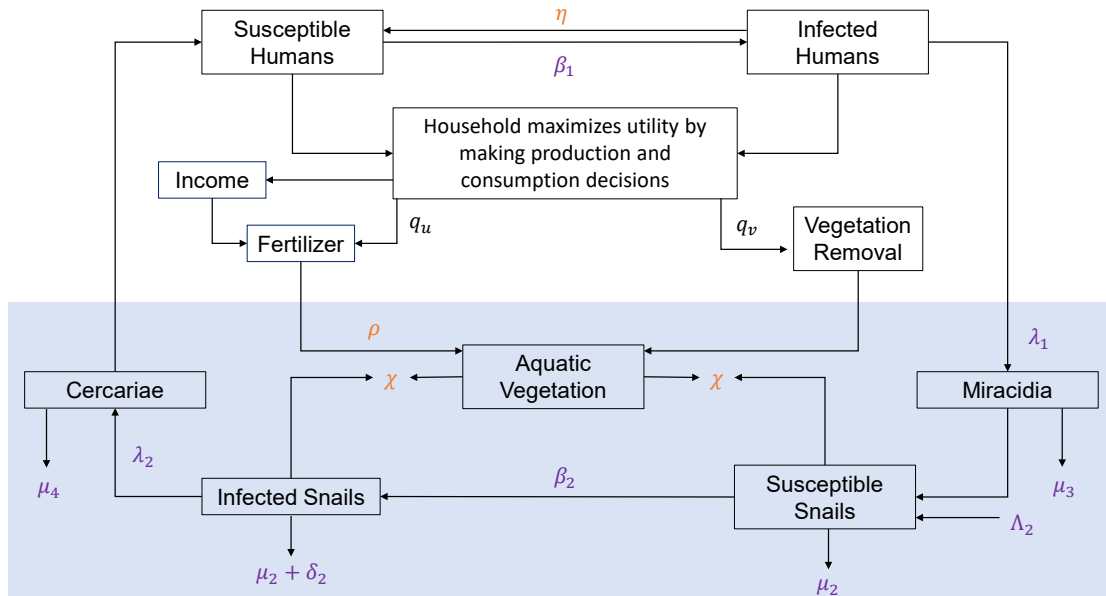 Susceptible
Humans
η
β₁
Infected
Humans
Household maximizes utility by
making production and
consumption decisions
Income
Fertilizer
q_u
q_v
Vegetation
Removal
ρ
λ₁
Aquatic
Vegetation
χ
χ
Cercariae
Miracidia
λ₂
μ₄
Infected Snails
β₂
Susceptible
Snails
μ₃
Λ₂
μ₂ + δ₂
μ₂